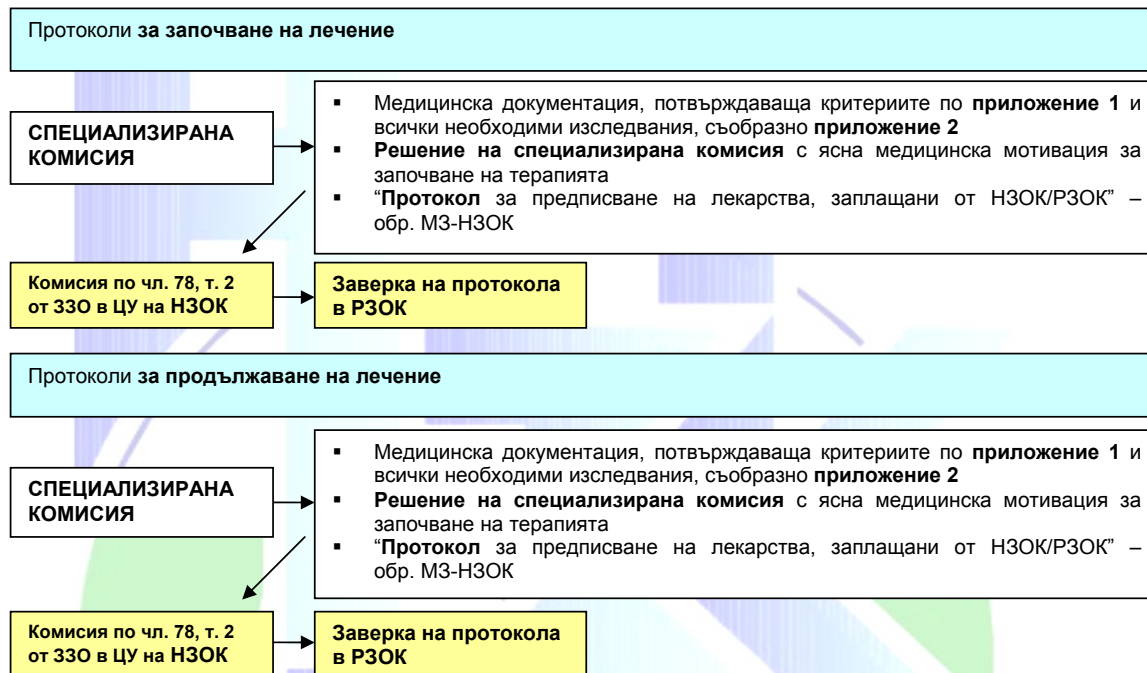 Протоколи за започване на лечение
СПЕЦИАЛИЗИРАНА
КОМИСИЯ
▪ Медицинска документация, потвърждаваща критериите по приложение 1 и
всички необходими изследвания, съобразно приложение 2
▪ Решение на специализирана комисия с ясна медицинска мотивация за
започване на терапията
▪ “Протокол за предписване на лекарства, заплащани от НЗОК/РЗОК” –
обр. МЗ-НЗОК
Комисия по чл. 78, т. 2
от ЗЗО в ЦУ на НЗОК
Заверка на протокола
в РЗОК
Протоколи за продължаване на лечение
СПЕЦИАЛИЗИРАНА
КОМИСИЯ
▪ Медицинска документация, потвърждаваща критериите по приложение 1 и
всички необходими изследвания, съобразно приложение 2
▪ Решение на специализирана комисия с ясна медицинска мотивация за
започване на терапията
▪ “Протокол за предписване на лекарства, заплащани от НЗОК/РЗОК” –
обр. МЗ-НЗОК
Комисия по чл. 78, т. 2
от ЗЗО в ЦУ на НЗОК
Заверка на протокола
в РЗОК